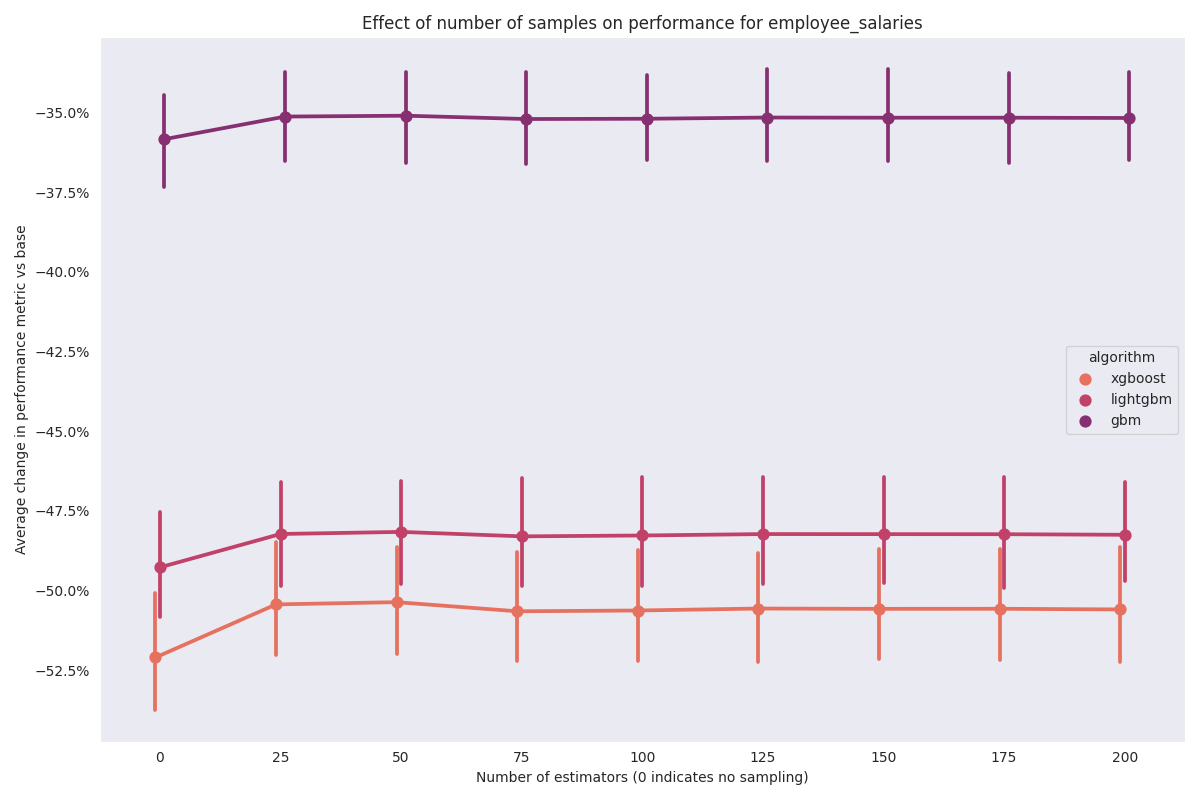 Effect of number of samples on performance for employee_salaries
Average change in performance metric vs base
−35.0%
−37.5%
−40.0%
−42.5%
−45.0%
−47.5%
−50.0%
−52.5%
algorithm
xgboost
lightgbm
gbm
0 25 50 75 100 125 150 175 200
Number of estimators (0 indicates no sampling)